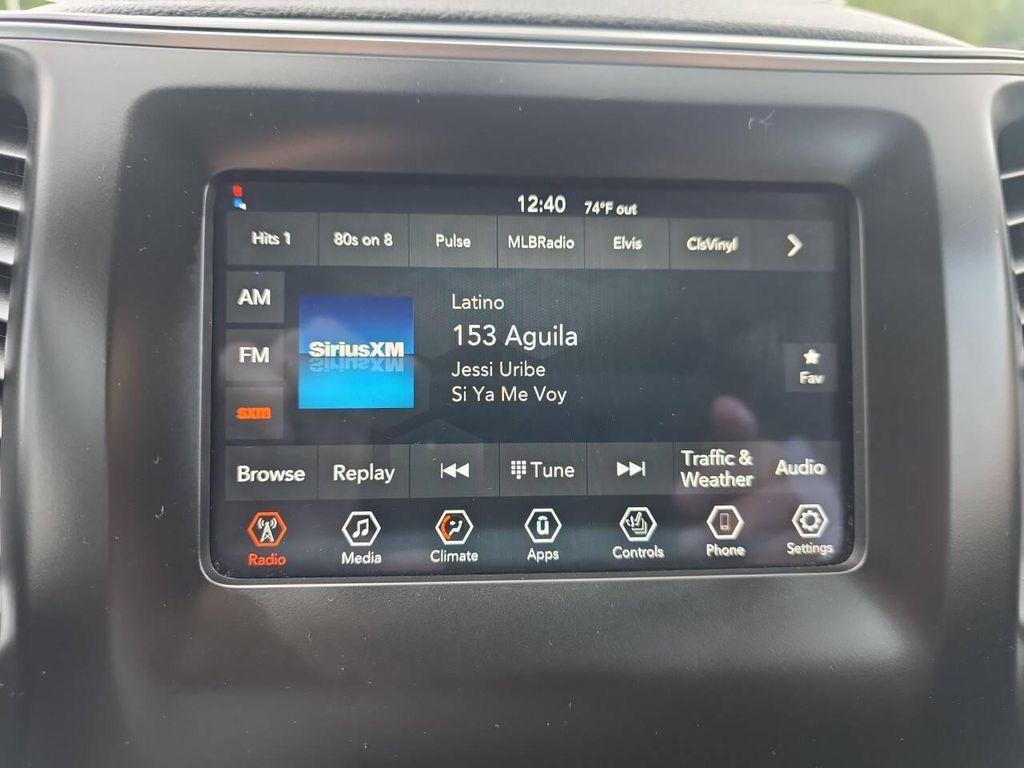 12:40 74°F out
Hits 1 80s on 8 Pulse MLBRadio Elvis ClsVinyl
AM
FM
sxm
SiriusXM
Latino
153 Aguila
Jessi Uribe
Si Ya Me Voy
Fav
Browse Replay Tune Traffic & Weather Audio
Radio Media Climate Apps Controls Phone Settings